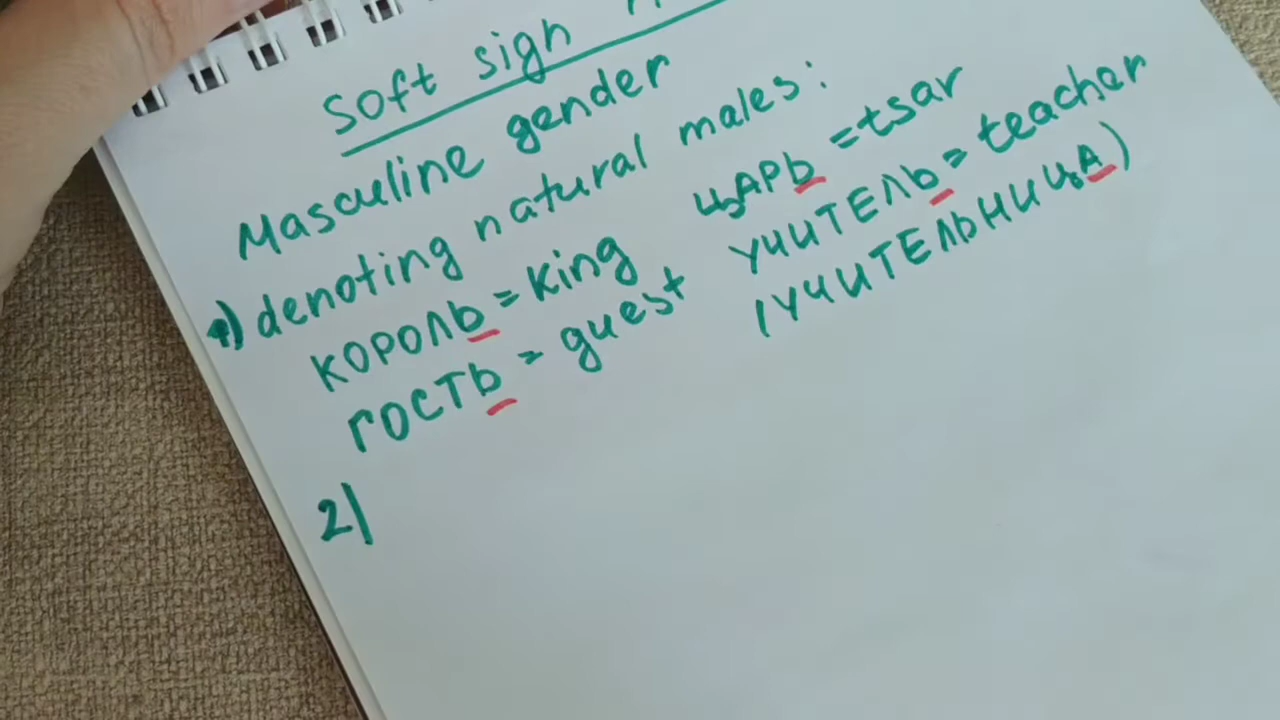 Soft sign
Masculine gender
1) denoting natural males:
КОРОЛЬ = King ЦАРЬ = tsar
ГОСТЬ = guest УЧИТЕЛЬ = teacher
(УЧИТЕЛЬНИЦА)
2)